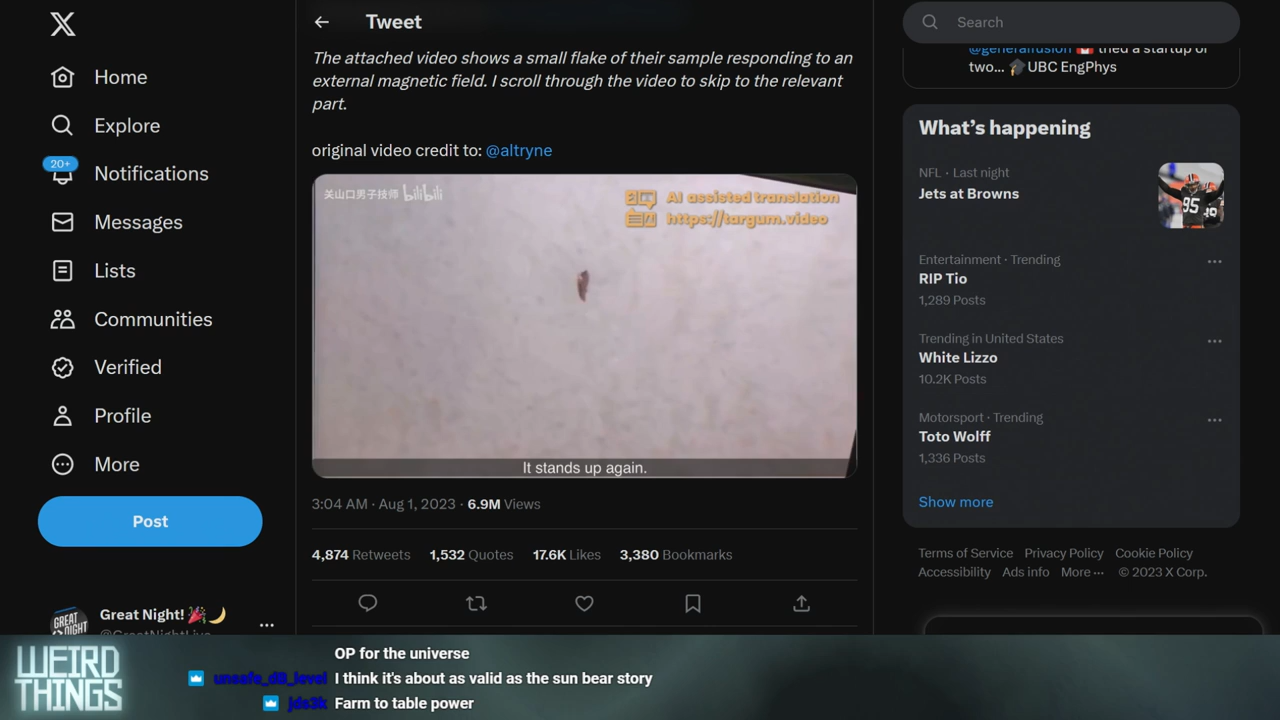 Home
Explore
20+
Notifications
Messages
Lists
Communities
Verified
Profile
More
Post
Great Night! 🎉🌙
Tweet
The attached video shows a small flake of their sample responding to an
external magnetic field. I scroll through the video to skip to the relevant
part.
original video credit to: @altryne
关山口男子技师 bilibili
AI assisted translation
https://targum.video
It stands up again.
3:04 AM · Aug 1, 2023 · 6.9M Views
4,874 Retweets 1,532 Quotes 17.6K Likes 3,380 Bookmarks
Search
@generalfusion 🇨🇦 tried a startup or
two... 🎓UBC EngPhys
What's happening
NFL · Last night
Jets at Browns
95
Entertainment · Trending
RIP Tio
1,289 Posts
Trending in United States
White Lizzo
10.2K Posts
Motorsport · Trending
Toto Wolff
1,336 Posts
Show more
Terms of Service Privacy Policy Cookie Policy
Accessibility Ads info More ··· © 2023 X Corp.
WEIRD
THINGS
OP for the universe
unsafe_dB_level I think it's about as valid as the sun bear story
jds3k Farm to table power